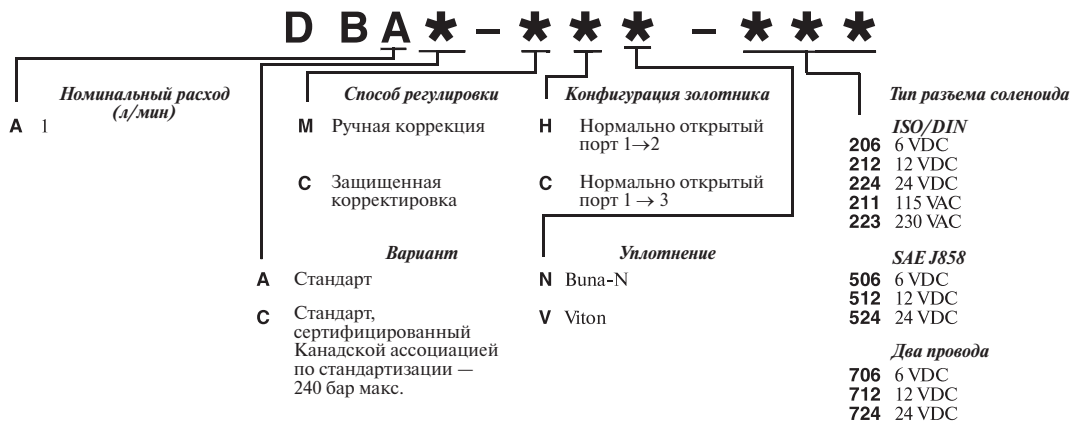 D B A * – * * * – * * *
Номинальный расход
(л/мин)
A 1
Способ регулировки
M Ручная коррекция
C Защищенная
корректировка
Конфигурация золотника
H Нормально открытый
порт 1→2
C Нормально открытый
порт 1 → 3
Тип разъема соленоида
ISO/DIN
206 6 VDC
212 12 VDC
224 24 VDC
211 115 VAC
223 230 VAC
Вариант
A Стандарт
C Стандарт,
сертифицированный
Канадской ассоциацией
по стандартизации —
240 бар макс.
Уплотнение
N Buna-N
V Viton
SAE J858
506 6 VDC
512 12 VDC
524 24 VDC
Два провода
706 6 VDC
712 12 VDC
724 24 VDC